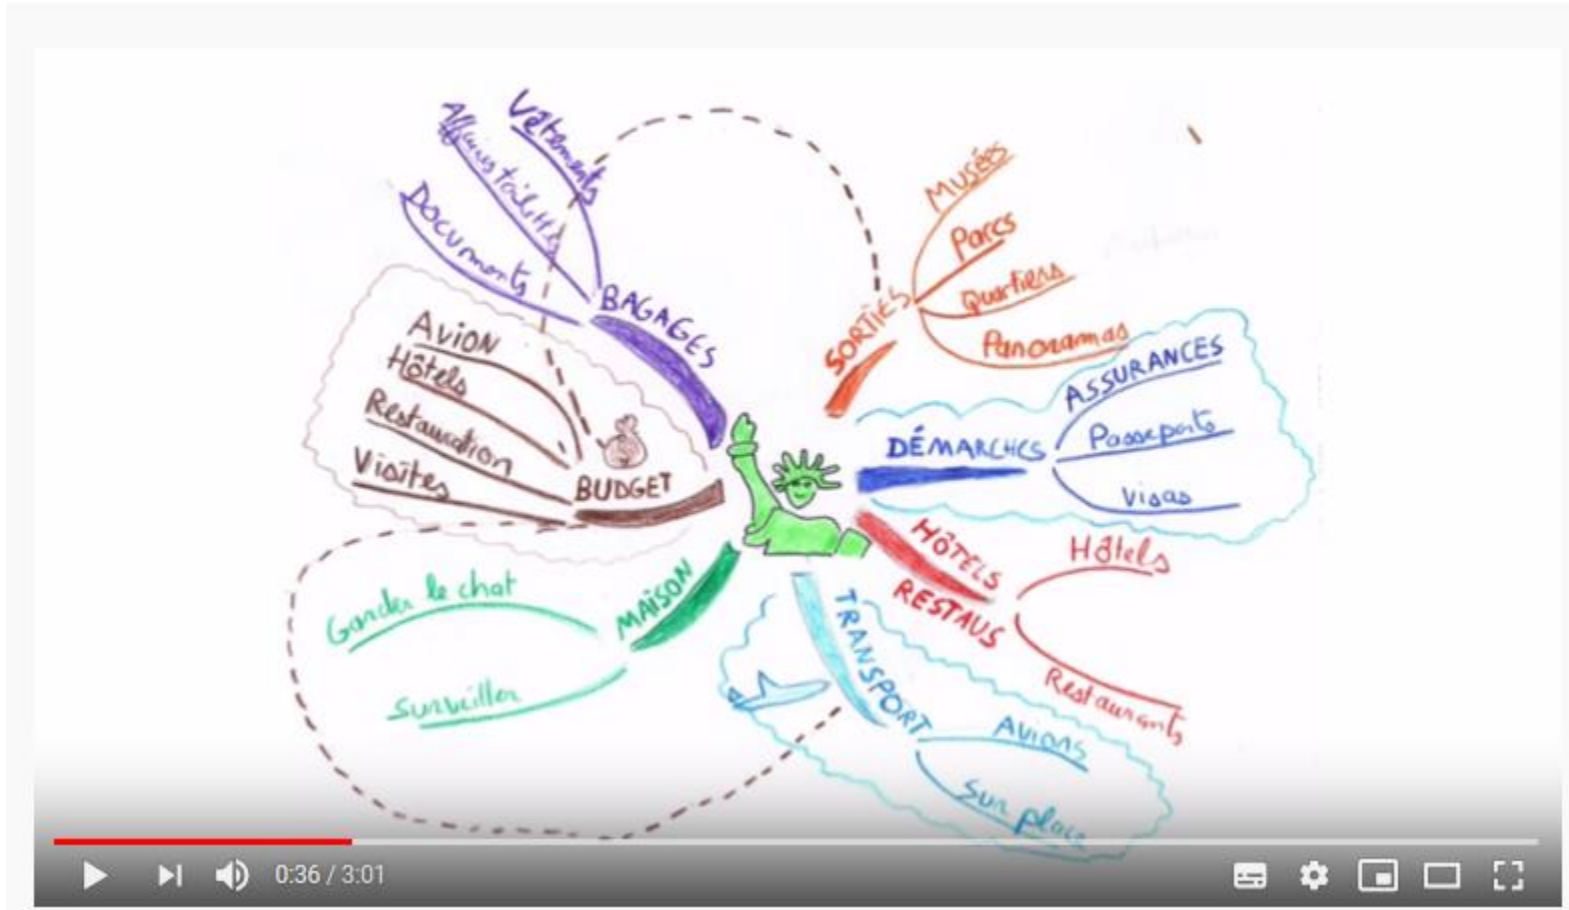 Vêtements
Affaires toilettes
Documents
BAGAGES
AVION
Hôtels
Restauration
Visites
BUDGET
MAISON
Garder le chat
Surveiller
Musées
Parcs
Quartiers
Panoramas
SORTIES
DÉMARCHES
ASSURANCES
Passeports
Visas
HÔTELS
RESTAUS
Hôtels
Restaurants
TRANSPORT
Avions
Sur place
0:36 / 3:01